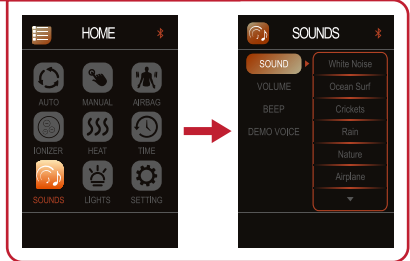 HOME
AUTO MANUAL AIRBAG
IONIZER HEAT TIME
SOUNDS LIGHTS SETTING
SOUNDS
SOUND White Noise
VOLUME Ocean Surf
BEEP Crickets
DEMO VOICE Rain
Nature
Airplane